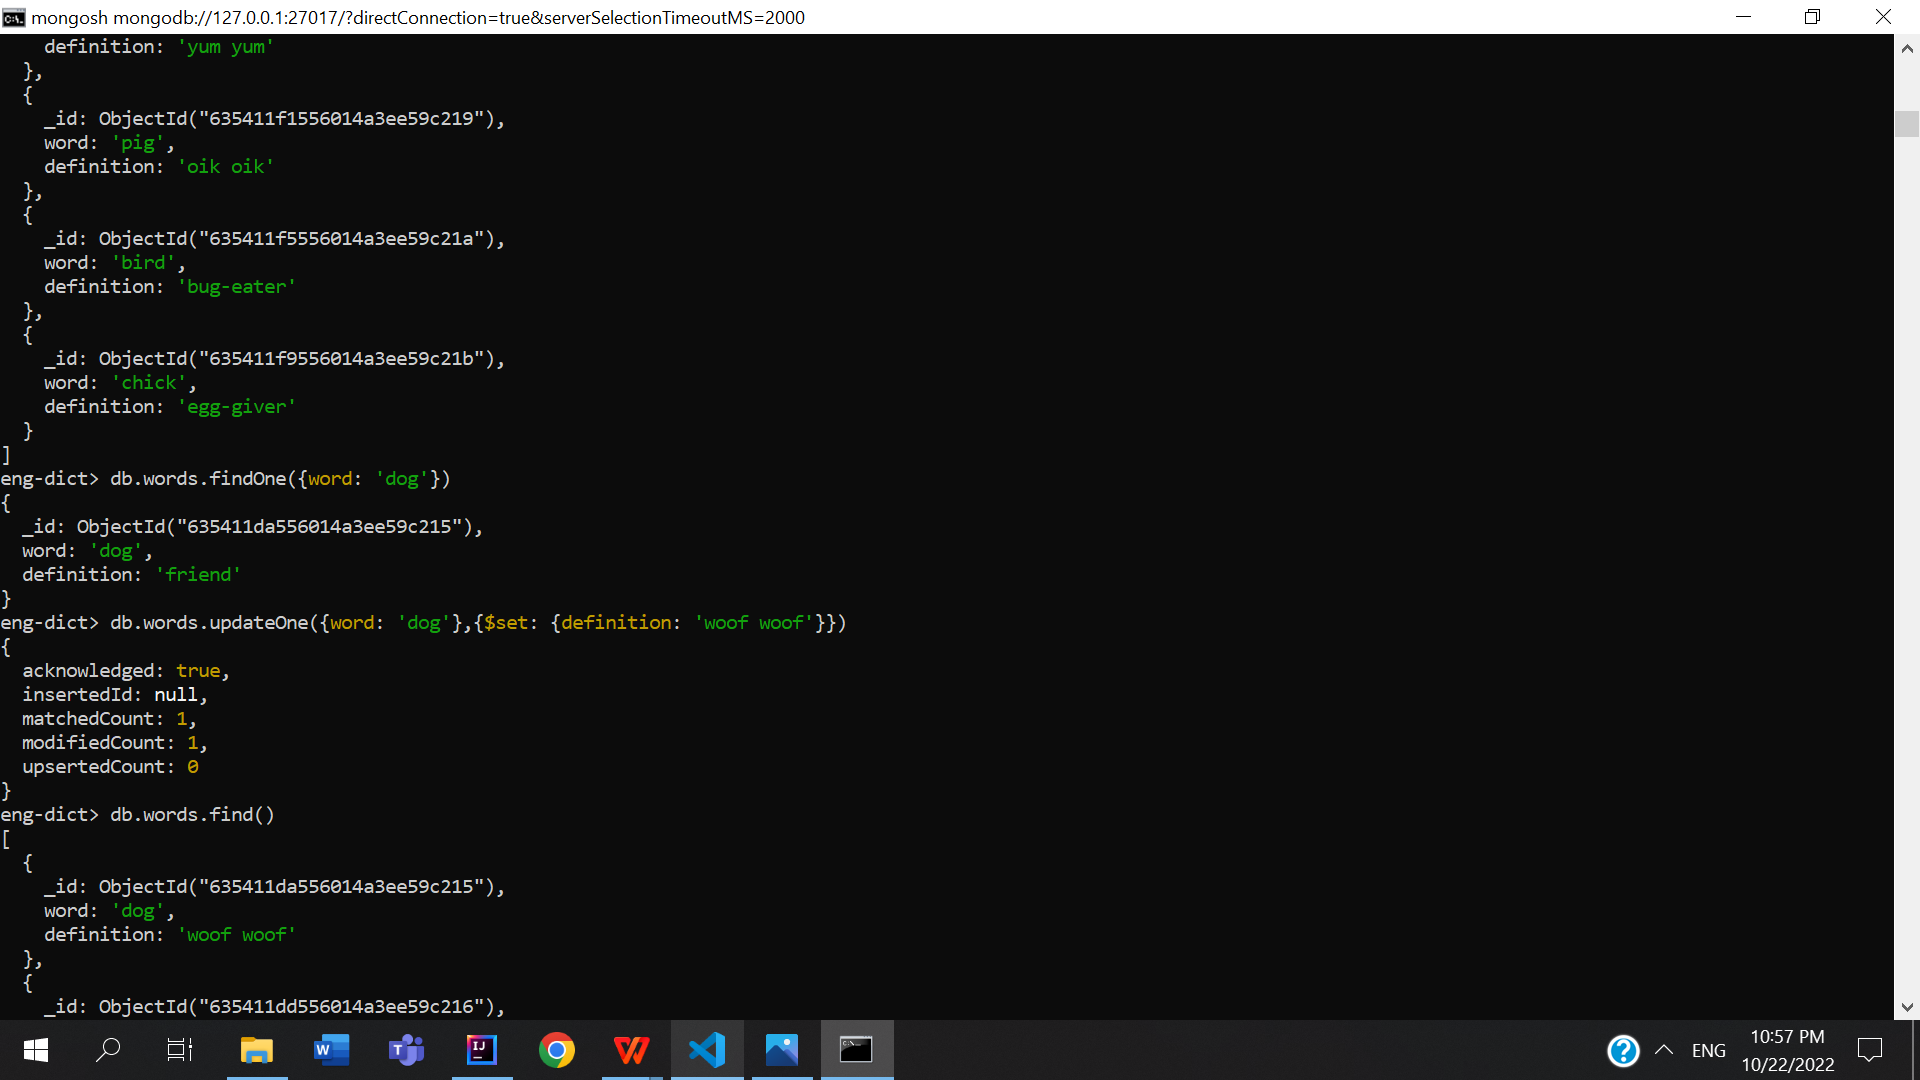 mongosh mongodb://127.0.0.1:27017/?directConnection=true&serverSelectionTimeoutMS=2000
    definition: 'yum yum'
  },
  {
    _id: ObjectId("635411f1556014a3ee59c219"),
    word: 'pig',
    definition: 'oik oik'
  },
  {
    _id: ObjectId("635411f5556014a3ee59c21a"),
    word: 'bird',
    definition: 'bug-eater'
  },
  {
    _id: ObjectId("635411f9556014a3ee59c21b"),
    word: 'chick',
    definition: 'egg-giver'
  }
]
eng-dict> db.words.findOne({word: 'dog'})
{
  _id: ObjectId("635411da556014a3ee59c215"),
  word: 'dog',
  definition: 'friend'
}
eng-dict> db.words.updateOne({word: 'dog'},{$set: {definition: 'woof woof'}})
{
  acknowledged: true,
  insertedId: null,
  matchedCount: 1,
  modifiedCount: 1,
  upsertedCount: 0
}
eng-dict> db.words.find()
[
  {
    _id: ObjectId("635411da556014a3ee59c215"),
    word: 'dog',
    definition: 'woof woof'
  },
  {
    _id: ObjectId("635411dd556014a3ee59c216"),
ENG
10:57 PM
10/22/2022